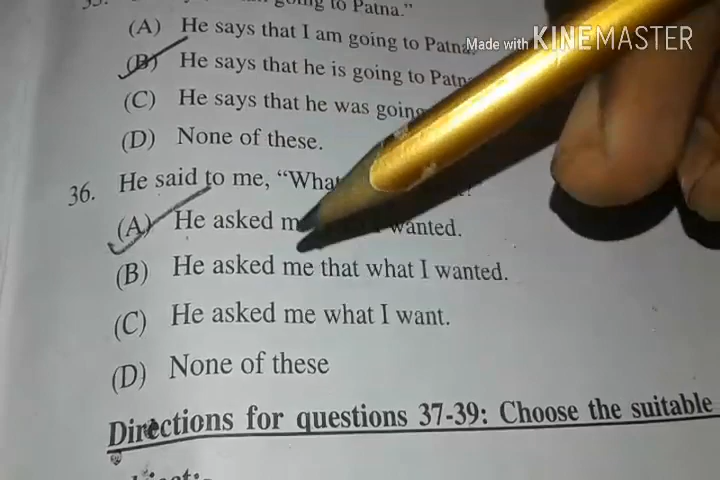 going to Patna."
(A) He says that I am going to Patna.
Made with KINEMASTER
(B) He says that he is going to
(C) He says that he was
(D) None of these.
36. He said to me,
(A) He asked wanted.
(B) He asked me that what I wanted.
(C) He asked me what I want.
(D) None of these
Directions for questions 37-39: Choose the suitable